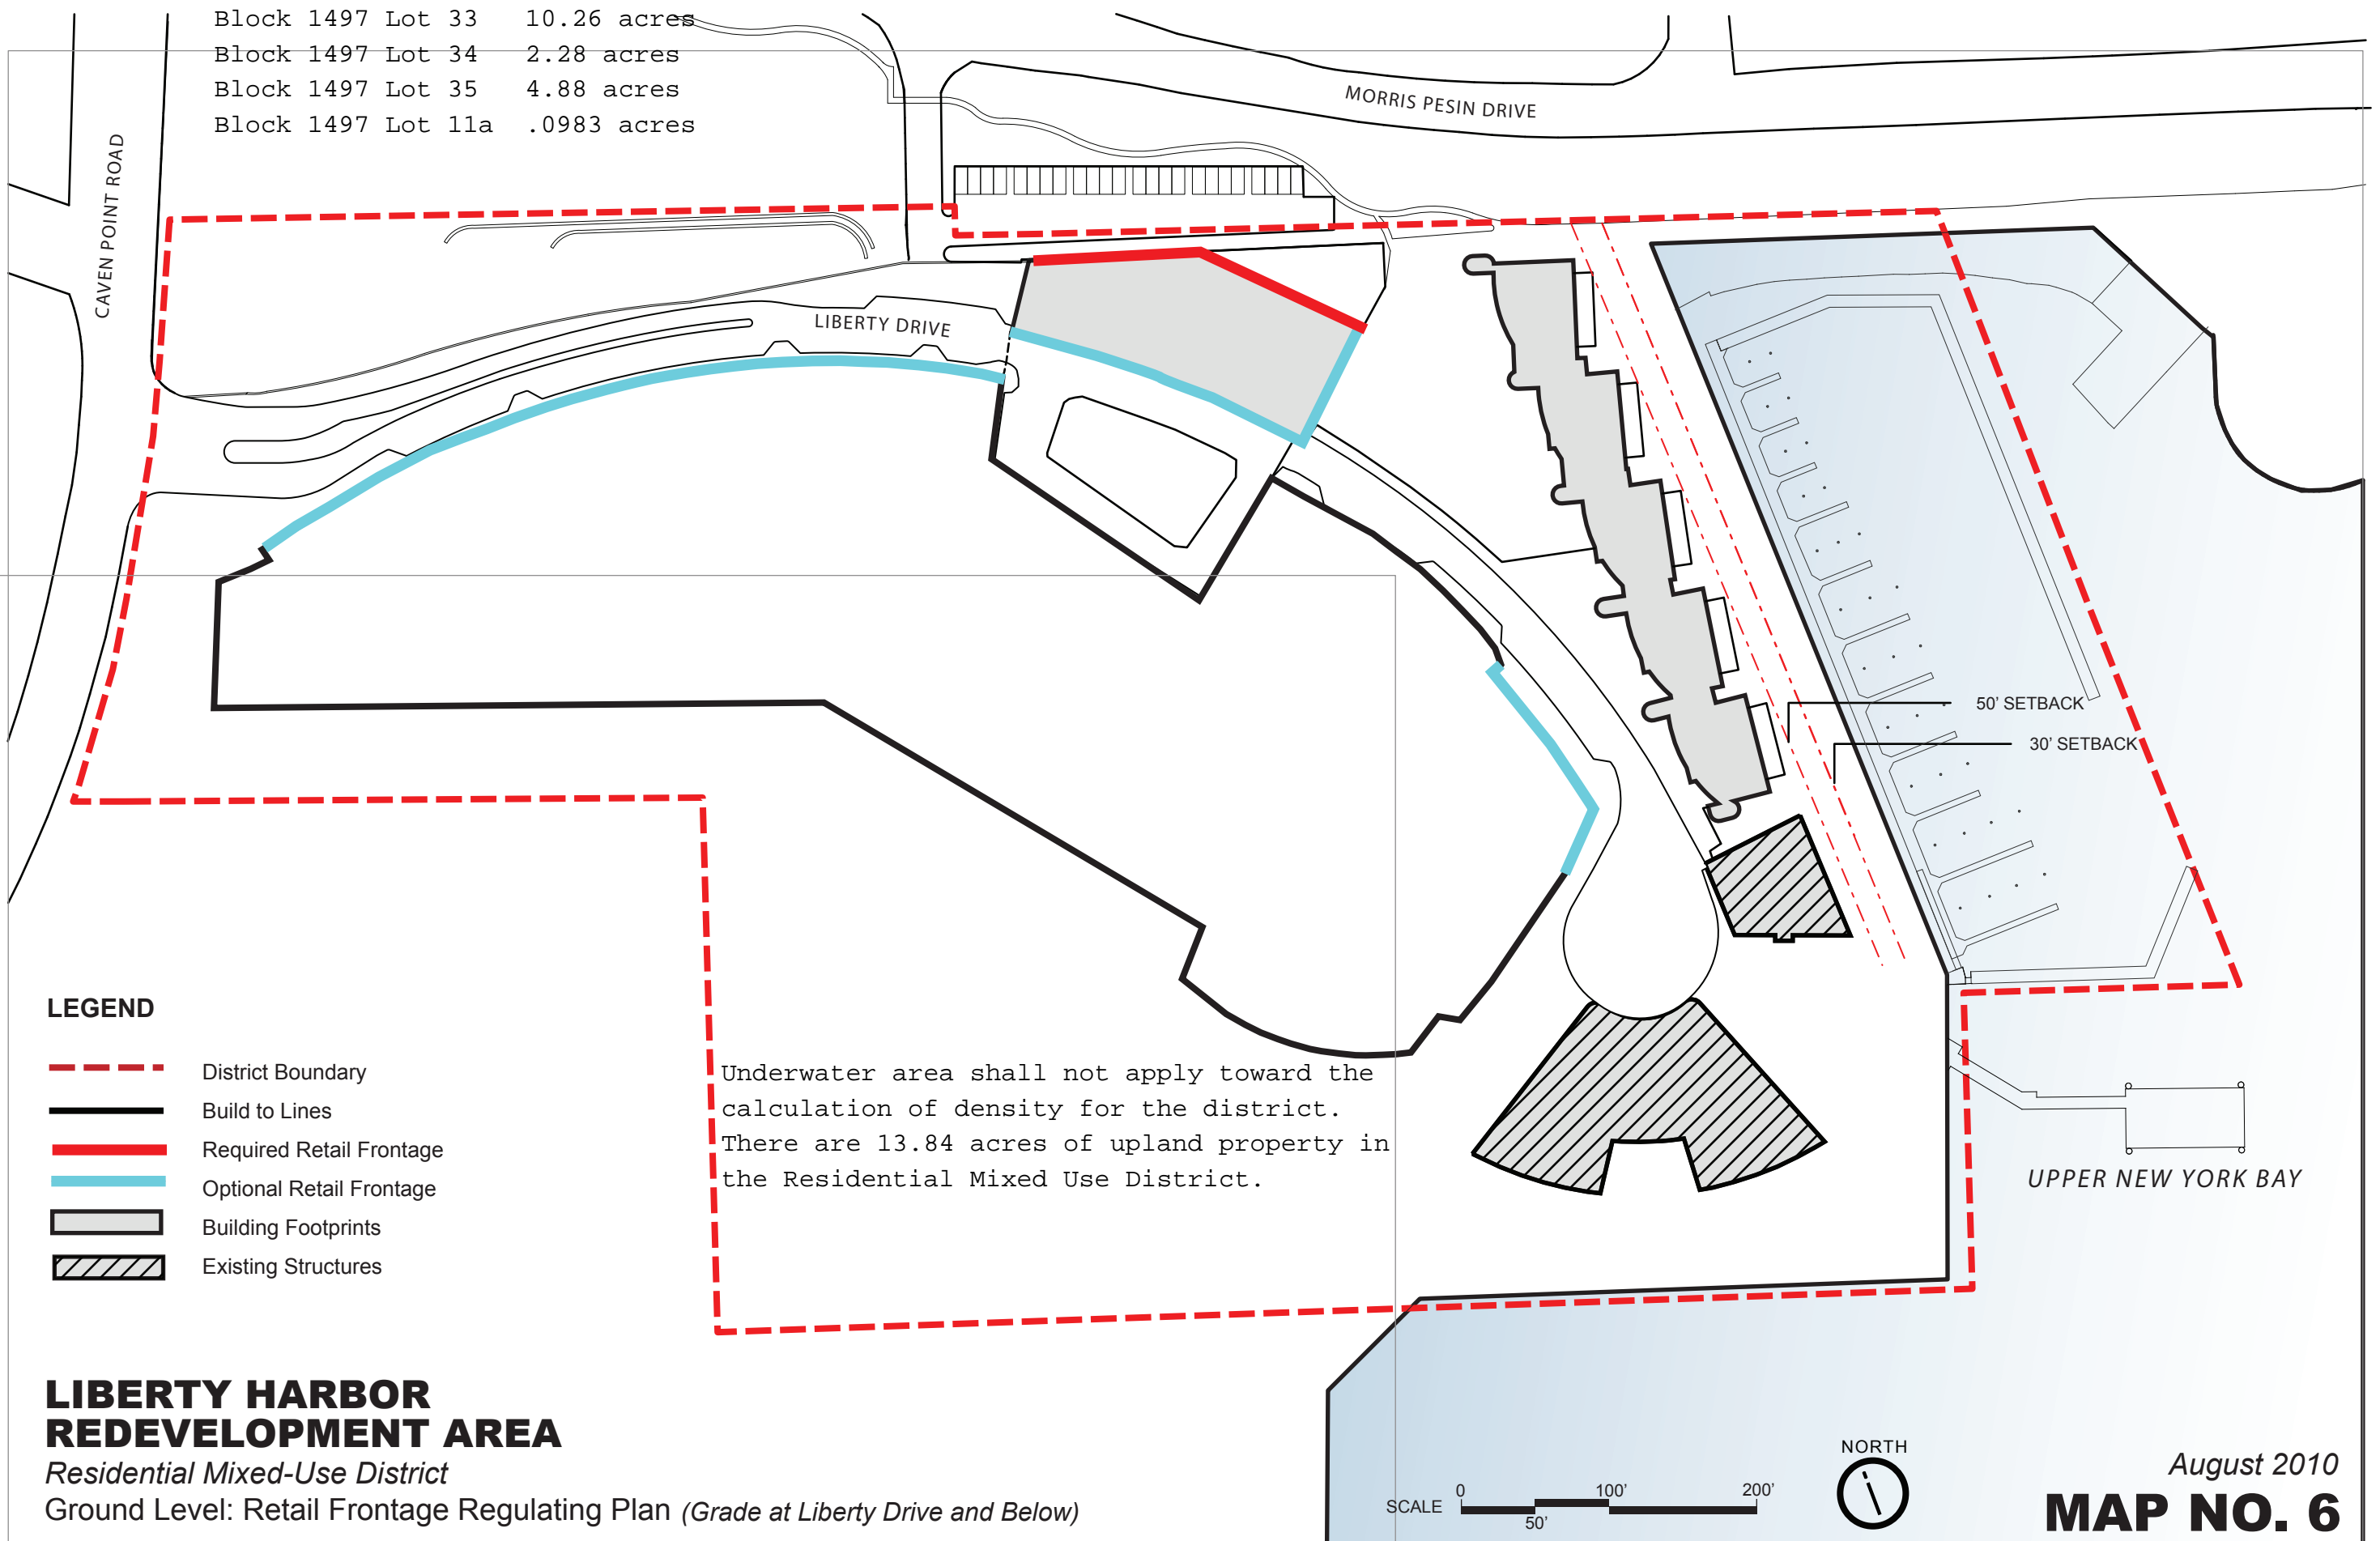 Block 1497 Lot 33   10.26 acres
Block 1497 Lot 34   2.28 acres
Block 1497 Lot 35   4.88 acres
Block 1497 Lot 11a  .0983 acres
MORRIS PESIN DRIVE
CAVEN POINT ROAD
LIBERTY DRIVE
50’ SETBACK
30’ SETBACK
LEGEND
District Boundary
Build to Lines
Required Retail Frontage
Optional Retail Frontage
Building Footprints
Existing Structures
Underwater area shall not apply toward the
calculation of density for the district.
There are 13.84 acres of upland property in
the Residential Mixed Use District.
UPPER NEW YORK BAY
LIBERTY HARBOR
REDEVELOPMENT AREA
Residential Mixed-Use District
Ground Level: Retail Frontage Regulating Plan (Grade at Liberty Drive and Below)
SCALE
0 100’ 200’
50’
NORTH
August 2010
MAP NO. 6